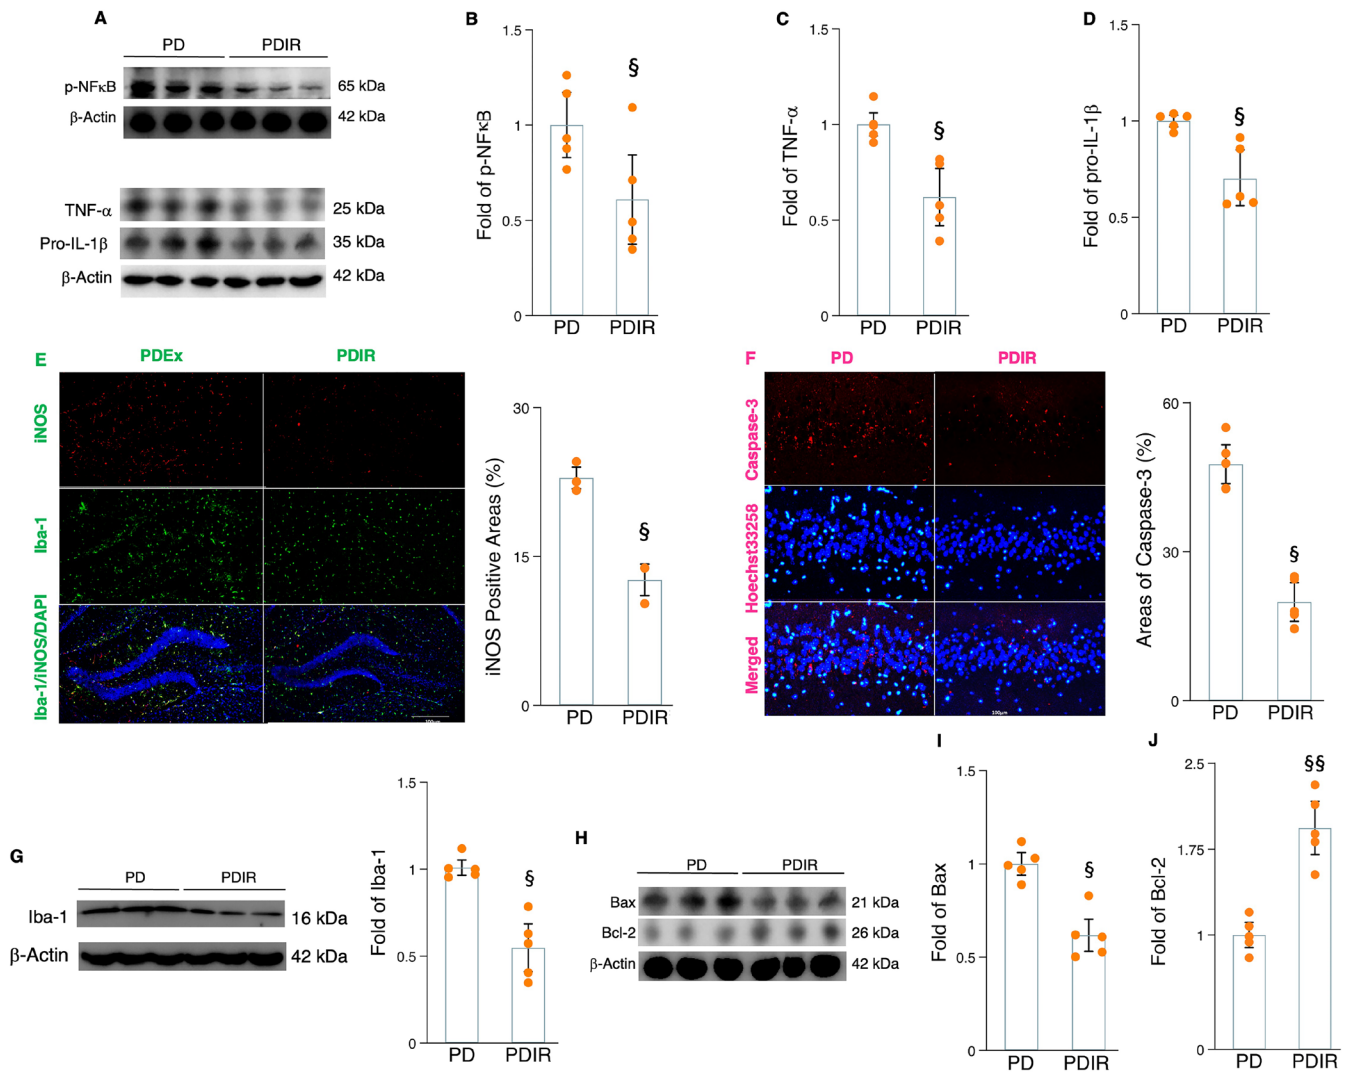 A
PD PDIR
p-NFκB 65 kDa
β-Actin 42 kDa
TNF-α 25 kDa
Pro-IL-1β 35 kDa
β-Actin 42 kDa
B
Fold of p-NFκB
1.5
1
0.5
0
§
PD PDIR
C
Fold of TNF-α
1.5
1
0.5
0
§
PD PDIR
D
Fold of pro-IL-1β
1.5
1
0.5
0
§
PD PDIR
E
PDEx PDIR
iNOS
Iba-1
Iba-1/iNOS/DAPI
iNOS Positive Areas (%)
30
15
0
§
PD PDIR
F
PD PDIR
Caspase-3
Hoechst33258
Merged
100μm
Areas of Caspase-3 (%)
60
30
0
§
PD PDIR
G
PD PDIR
Iba-1 16 kDa
β-Actin 42 kDa
Fold of Iba-1
1.5
1
0.5
0
§
PD PDIR
H
PD PDIR
Bax 21 kDa
Bcl-2 26 kDa
β-Actin 42 kDa
I
Fold of Bax
1.5
1
0.5
0
§
PD PDIR
J
Fold of Bcl-2
2.5
1.75
1
0
§§
PD PDIR